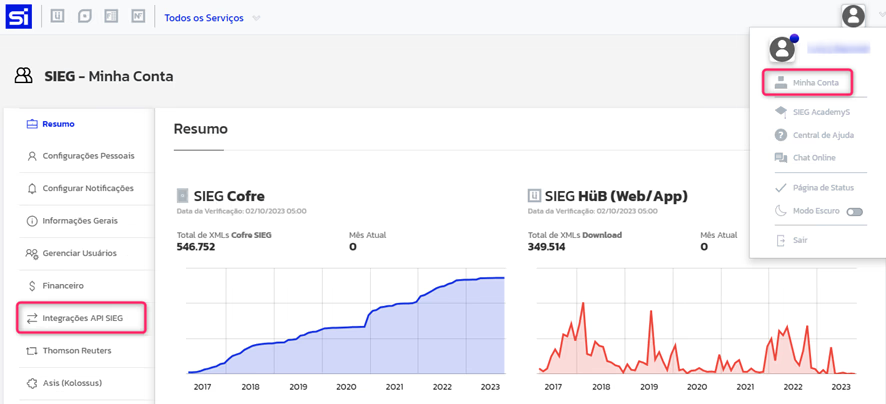 Si
Todos os Serviços
SIEG - Minha Conta
Minha Conta
SIEG AcademyS
Central de Ajuda
Chat Online
Página de Status
Modo Escuro
Sair
Resumo
Configurações Pessoais
Configurar Notificações
Informações Gerais
Gerenciar Usuários
Financeiro
Integrações API SIEG
Thomson Reuters
Asis (Kolossus)
Resumo
SIEG Cofre
Data da Verificação: 02/10/2023 05:00
Total de XMLs Cofre SIEG Mês Atual
546.752 0
2017 2018 2019 2020 2021 2022 2023
SIEG HüB (Web/App)
Data da Verificação: 02/10/2023 05:00
Total de XMLs Download Mês Atual
349.514 0
2017 2018 2019 2020 2021 2022 2023